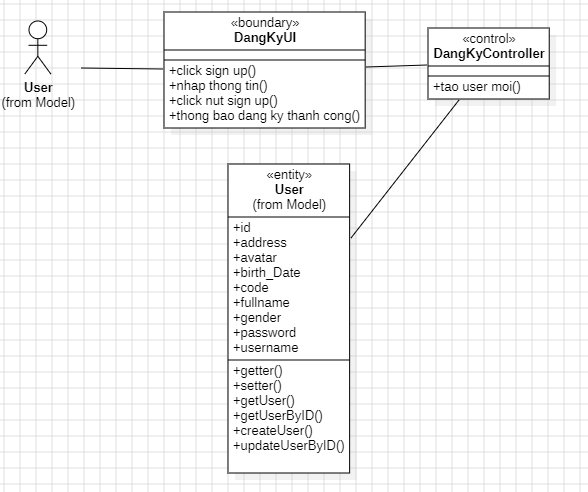 User
(from Model)
«boundary»
DangKyUI
+click sign up()
+nhap thong tin()
+click nut sign up()
+thong bao dang ky thanh cong()
«control»
DangKyController
+tao user moi()
«entity»
User
(from Model)
+id
+address
+avatar
+birth_Date
+code
+fullname
+gender
+password
+username
+getter()
+setter()
+getUser()
+getUserByID()
+createUser()
+updateUserByID()